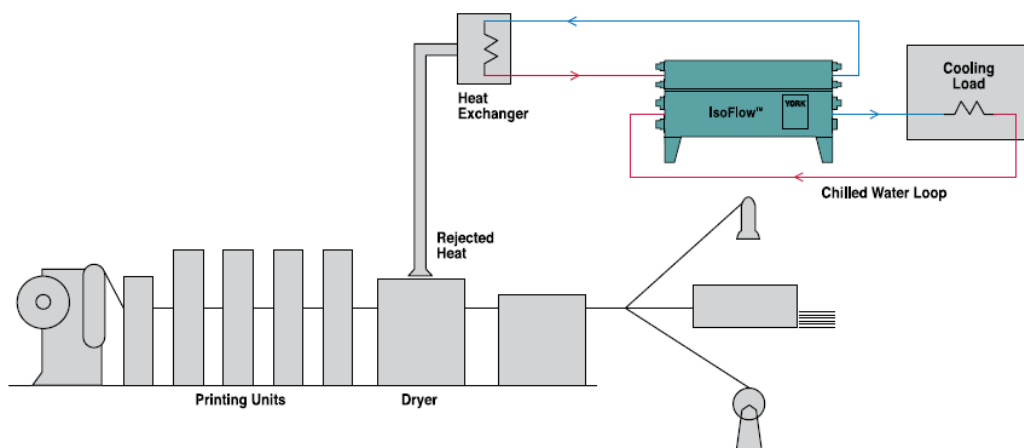 Heat
Exchanger
IsoFlow™
YORK
Cooling
Load
Chilled Water Loop
Rejected
Heat
Printing Units
Dryer